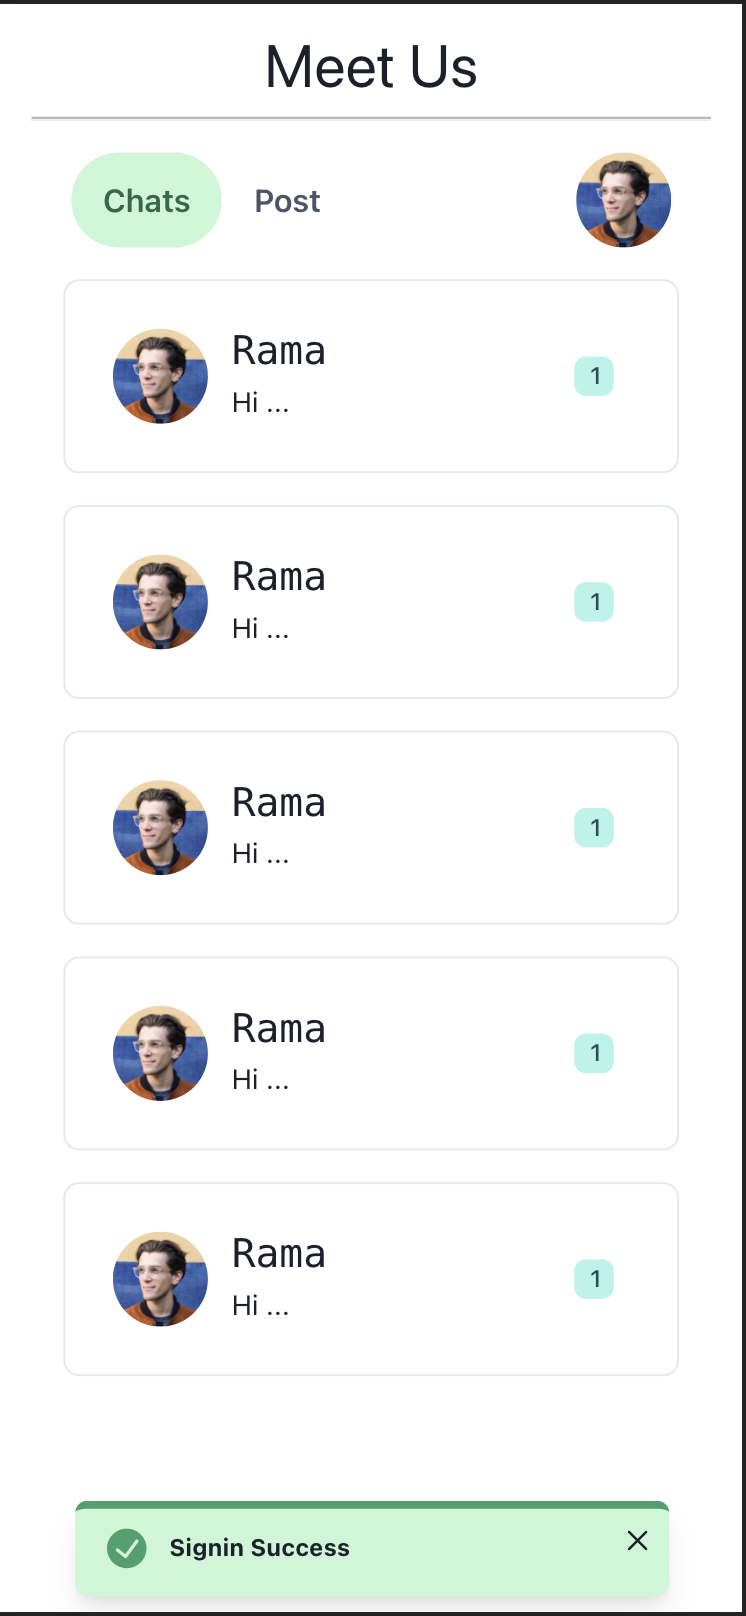 Meet Us
Chats Post
Rama
Hi ...
1
Rama
Hi ...
1
Rama
Hi ...
1
Rama
Hi ...
1
Rama
Hi ...
1
Signin Success